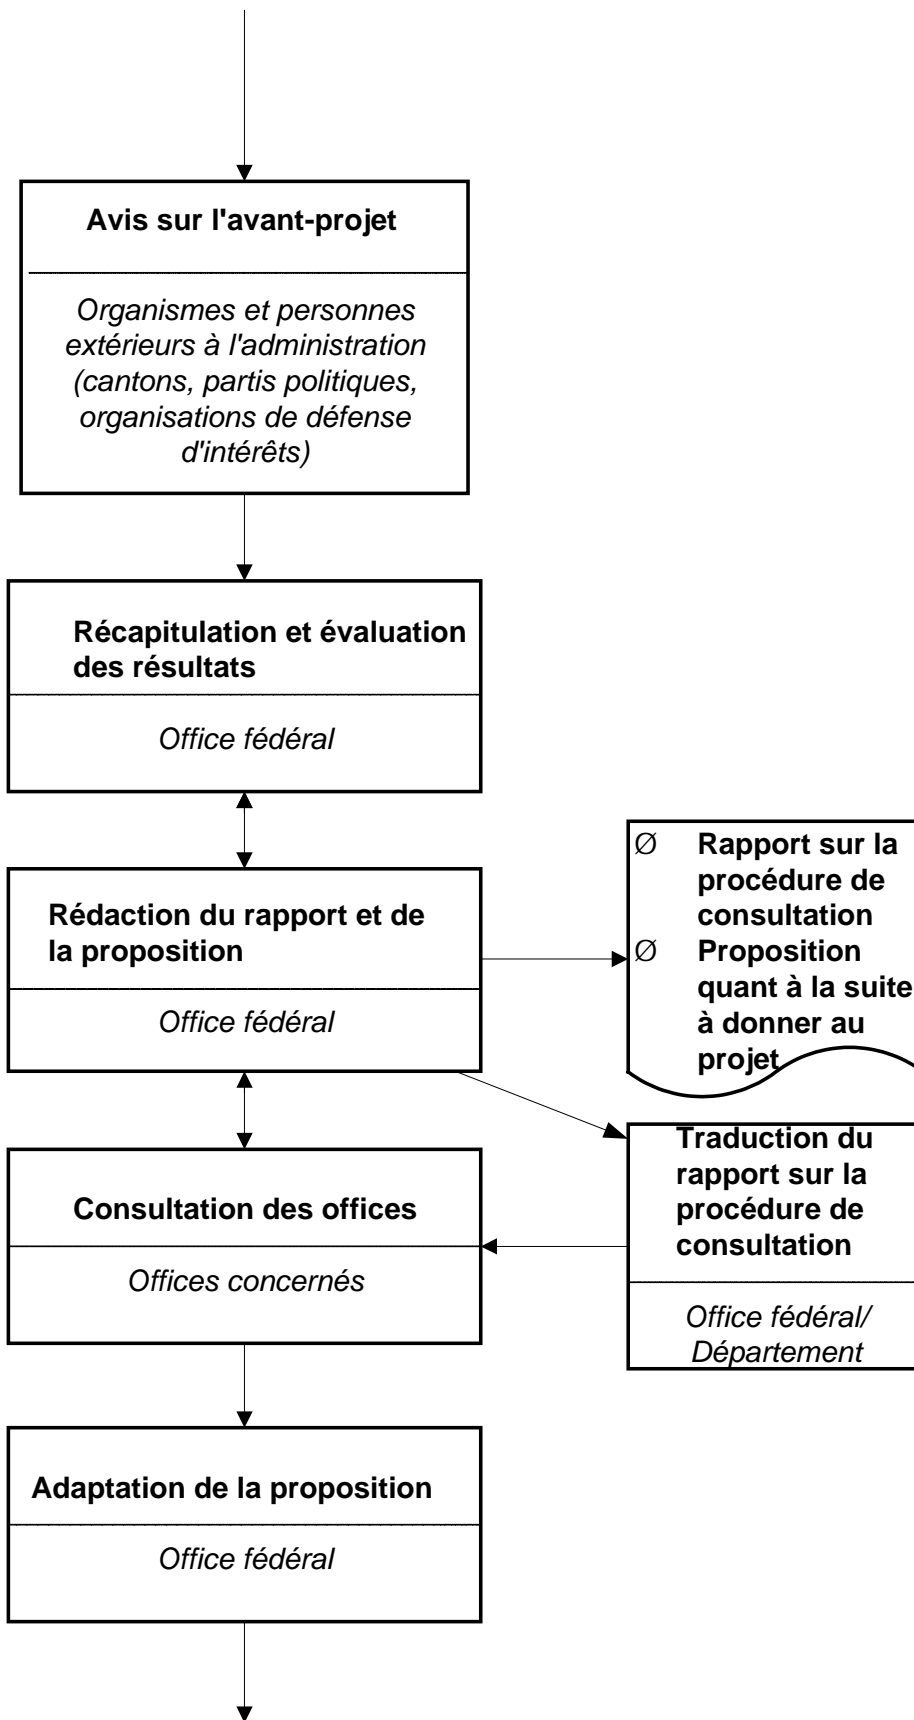 Avis sur l'avant-projet
Organismes et personnes
extérieurs à l'administration
(cantons, partis politiques,
organisations de défense
d'intérêts)
Récapitulation et évaluation
des résultats
Office fédéral
Rédaction du rapport et de
la proposition
Office fédéral
Ø Rapport sur la
procédure de
consultation
Ø Proposition
quant à la suite
à donner au
projet
Traduction du
rapport sur la
procédure de
consultation
Office fédéral/
Département
Consultation des offices
Offices concernés
Adaptation de la proposition
Office fédéral